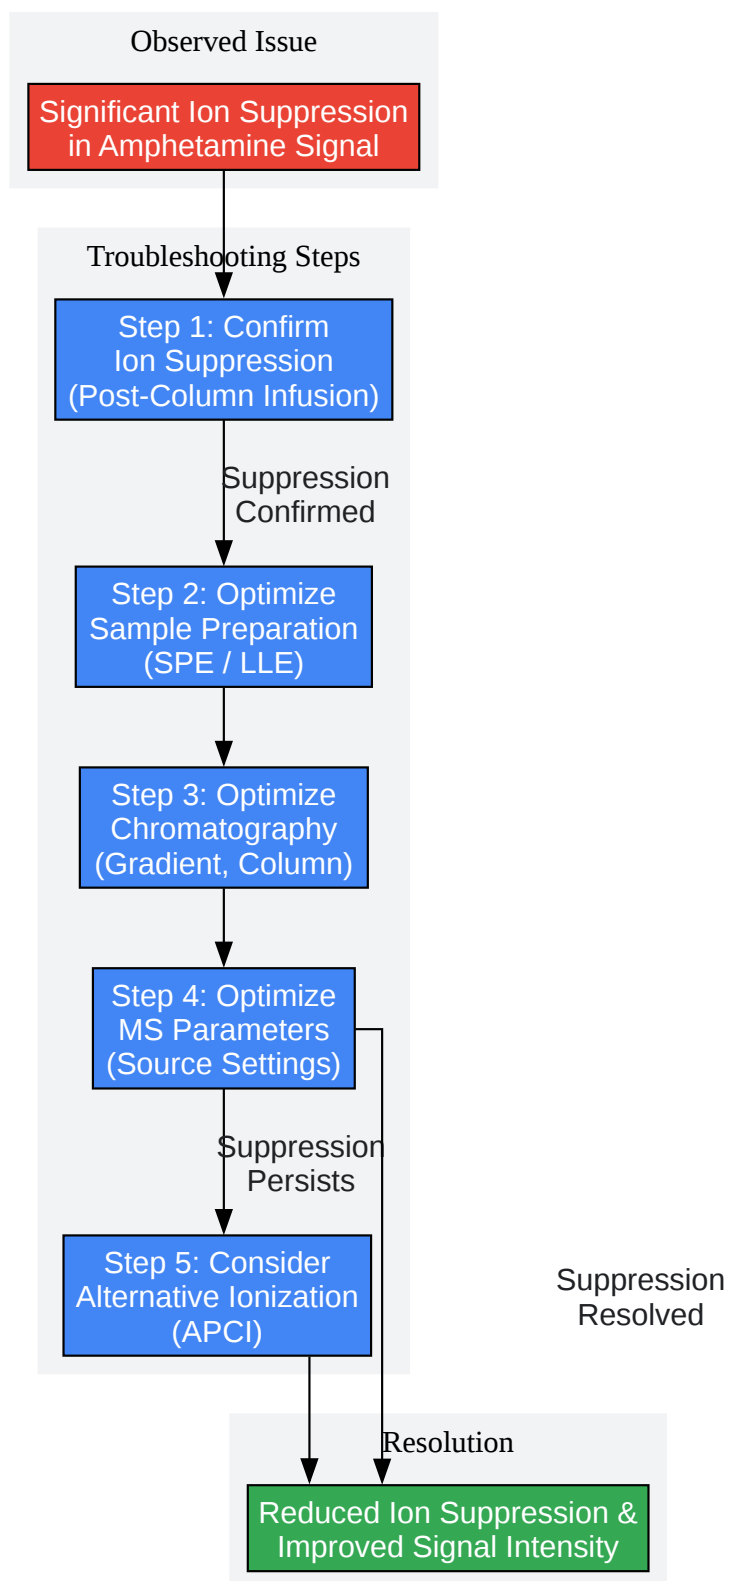 Observed Issue
Significant Ion Suppression
in Amphetamine Signal
Troubleshooting Steps
Step 1: Confirm
Ion Suppression
(Post-Column Infusion)
Suppression
Confirmed
Step 2: Optimize
Sample Preparation
(SPE / LLE)
Step 3: Optimize
Chromatography
(Gradient, Column)
Step 4: Optimize
MS Parameters
(Source Settings)
Suppression
Persists
Step 5: Consider
Alternative Ionization
(APCI)
Suppression
Resolved
Resolution
Reduced Ion Suppression &
Improved Signal Intensity